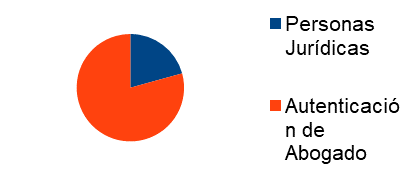 Personas
Jurídicas
Autenticació
n de
Abogado